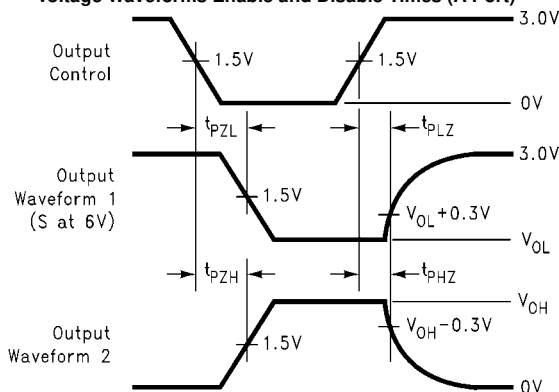 Voltage Waveforms Enable and Disable Times (A Port)
3.0V
Output
Control
1.5V
1.5V
0V
tPZL
tPLZ
3.0V
Output
Waveform 1
(S at 6V)
1.5V
VOL+0.3V
VOL
tPZH
tPHZ
VOH
Output
Waveform 2
1.5V
VOH−0.3V
0V